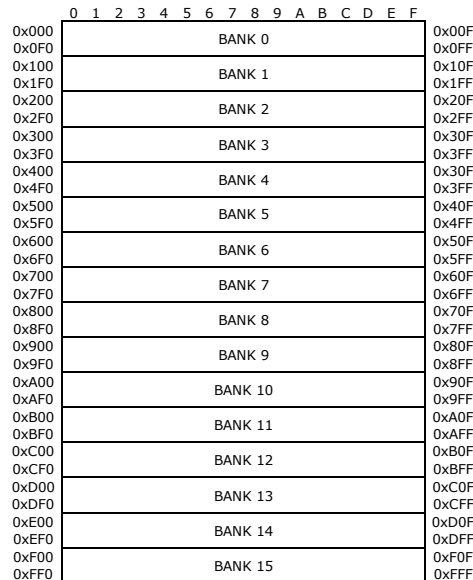 0 1 2 3 4 5 6 7 8 9 A B C D E F
0x000 0x00F
BANK 0
0x0F0 0x0FF
0x100 0x10F
BANK 1
0x1F0 0x1FF
0x200 0x20F
BANK 2
0x2F0 0x2FF
0x300 0x30F
BANK 3
0x3F0 0x3FF
0x400 0x30F
BANK 4
0x4F0 0x3FF
0x500 0x40F
BANK 5
0x5F0 0x4FF
0x600 0x50F
BANK 6
0x6F0 0x5FF
0x700 0x60F
BANK 7
0x7F0 0x6FF
0x800 0x70F
BANK 8
0x8F0 0x7FF
0x900 0x80F
BANK 9
0x9F0 0x8FF
0xA00 0x90F
BANK 10
0xAF0 0x9FF
0xB00 0xA0F
BANK 11
0xBF0 0xAFF
0xC00 0xB0F
BANK 12
0xCF0 0xBFF
0xD00 0xC0F
BANK 13
0xDF0 0xCFF
0xE00 0xD0F
BANK 14
0xEF0 0xDFF
0xF00 0xF0F
BANK 15
0xFF0 0xFFF